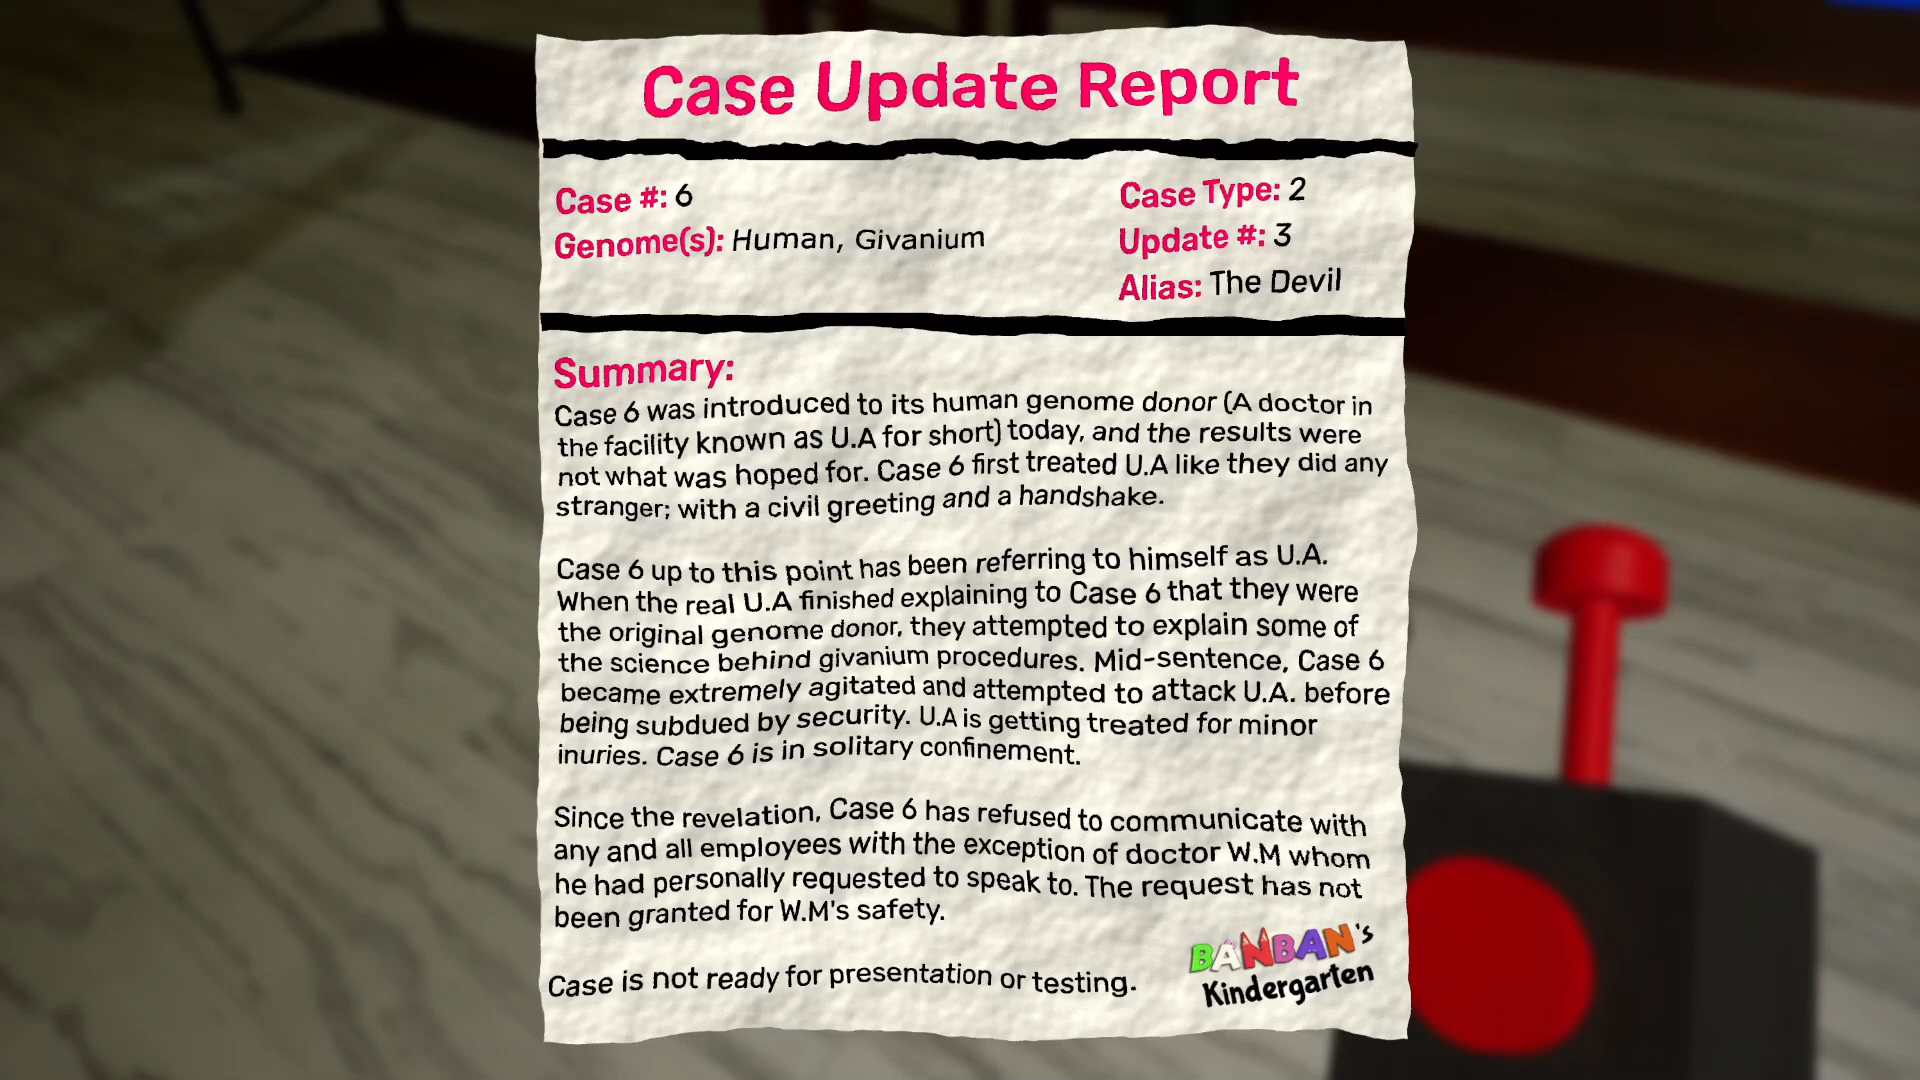 Case Update Report
Case #: 6
Genome(s): Human, Givanium
Case Type: 2
Update #: 3
Alias: The Devil
Summary:
Case 6 was introduced to its human genome donor (A doctor in
the facility known as U.A for short) today, and the results were
not what was hoped for. Case 6 first treated U.A like they did any
stranger; with a civil greeting and a handshake.
Case 6 up to this point has been referring to himself as U.A.
When the real U.A finished explaining to Case 6 that they were
the original genome donor, they attempted to explain some of
the science behind givanium procedures. Mid-sentence, Case 6
became extremely agitated and attempted to attack U.A. before
being subdued by security. U.A is getting treated for minor
inuries. Case 6 is in solitary confinement.
Since the revelation, Case 6 has refused to communicate with
any and all employees with the exception of doctor W.M whom
he had personally requested to speak to. The request has not
been granted for W.M's safety.
Case is not ready for presentation or testing.
BANBAN's
Kindergarten